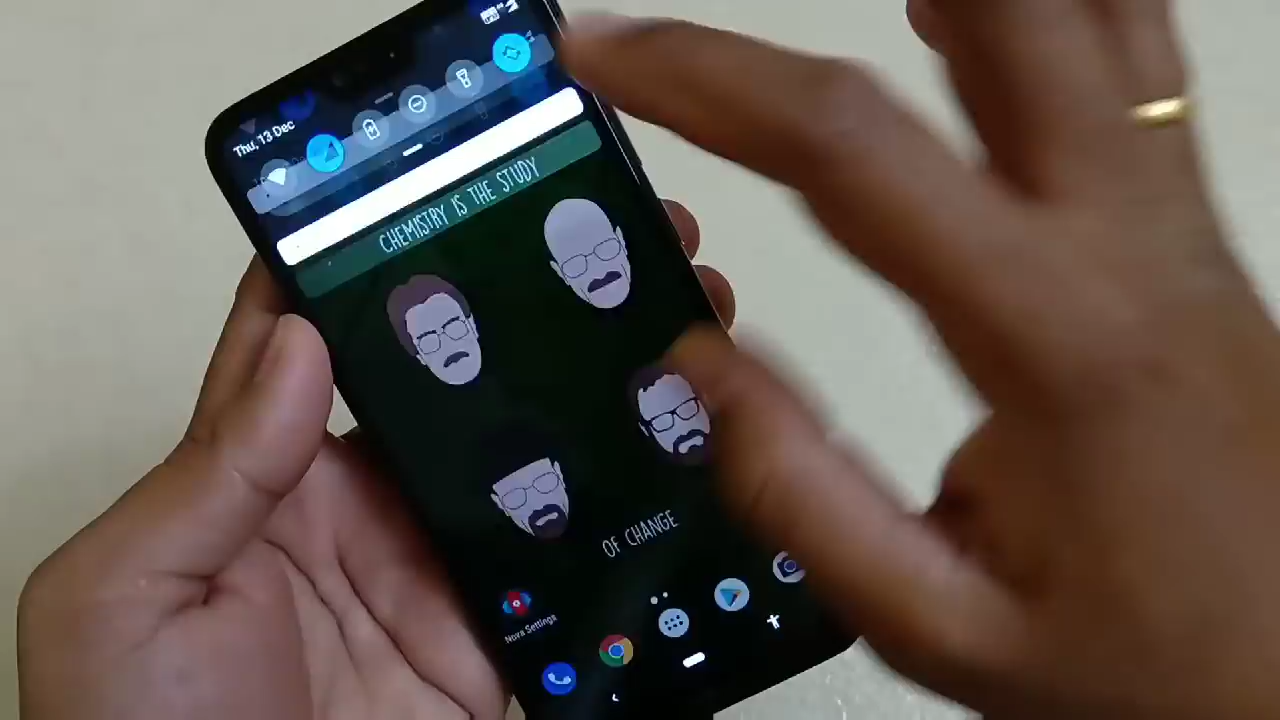 Thu, 13 Dec
CHEMISTRY IS THE STUDY
OF CHANGE
Nova Settings